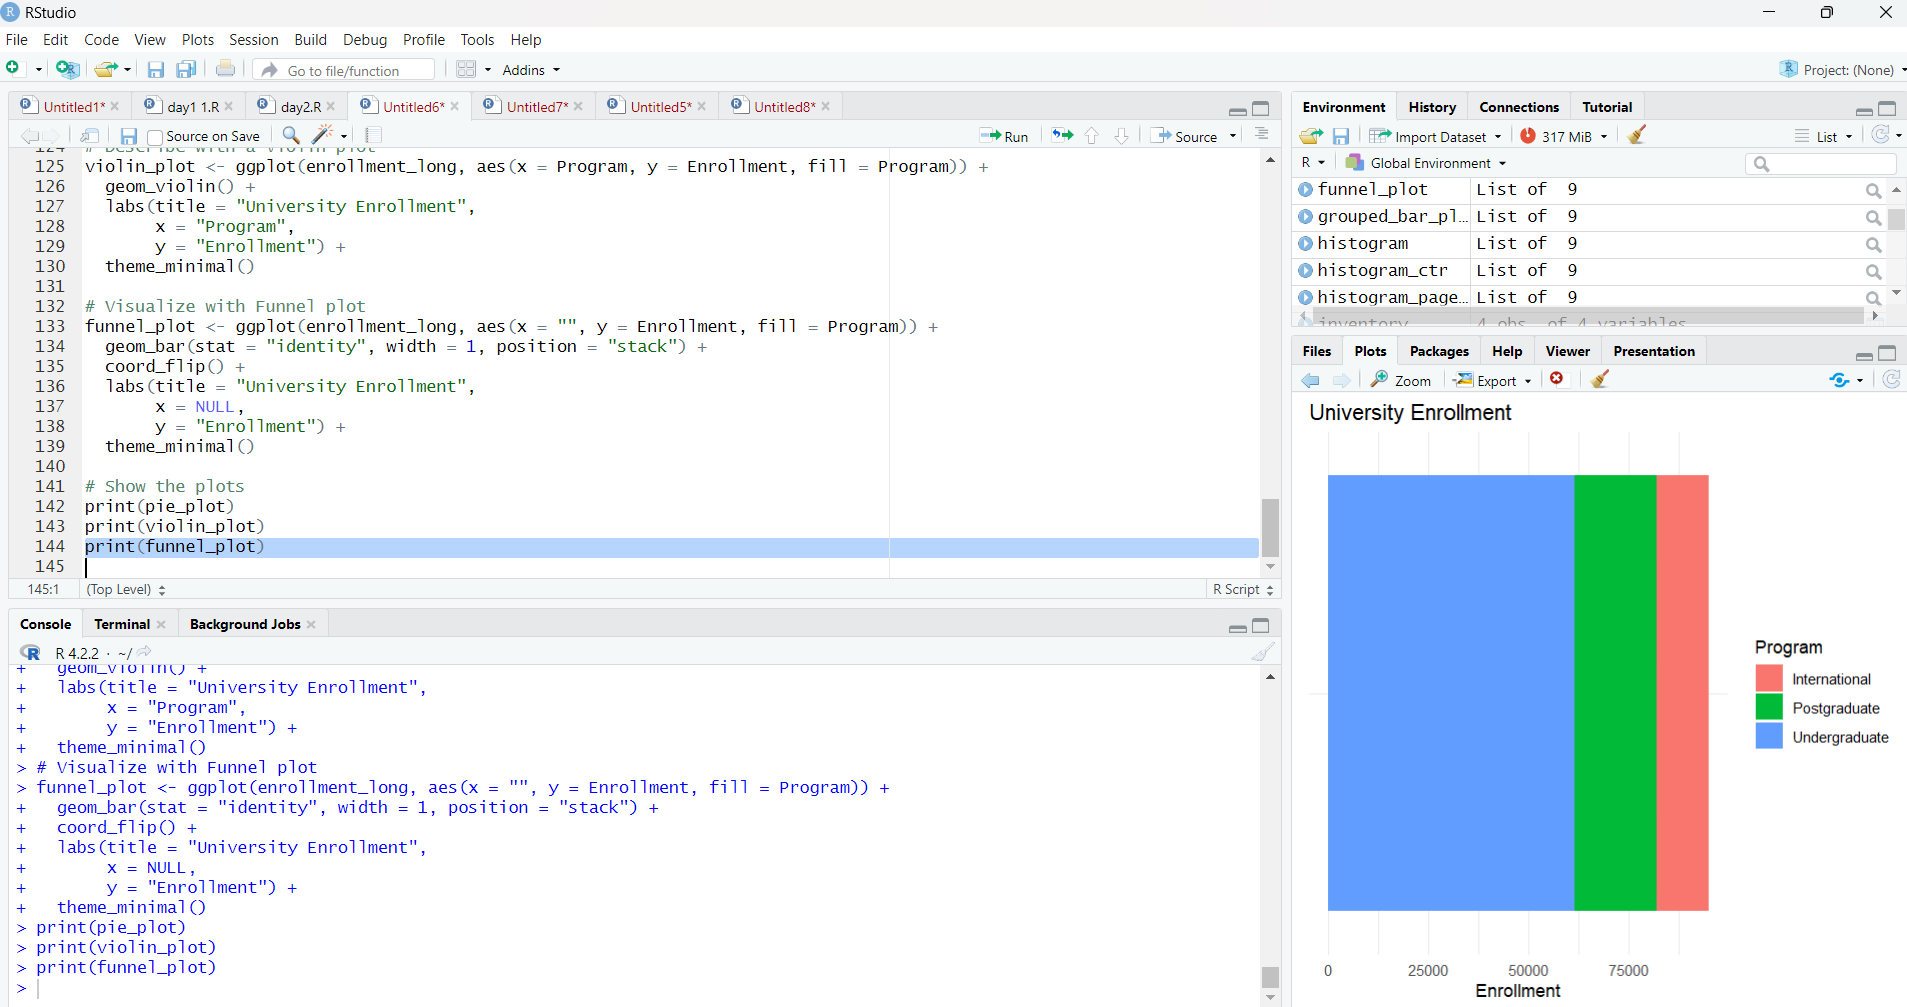 RStudio
File Edit Code View Plots Session Build Debug Profile Tools Help
Go to file/function Addins Project: (None)
Untitled1* day1 1.R day2.R Untitled6* Untitled7* Untitled5* Untitled8*
Source on Save Run Source
124 # Describe with a violin plot
125 violin_plot <- ggplot(enrollment_long, aes(x = Program, y = Enrollment, fill = Program)) +
126 geom_violin() +
127 labs(title = "University Enrollment",
128 x = "Program",
129 y = "Enrollment") +
130 theme_minimal()
131
132 # Visualize with Funnel plot
133 funnel_plot <- ggplot(enrollment_long, aes(x = "", y = Enrollment, fill = Program)) +
134 geom_bar(stat = "identity", width = 1, position = "stack") +
135 coord_flip() +
136 labs(title = "University Enrollment",
137 x = NULL,
138 y = "Enrollment") +
139 theme_minimal()
140
141 # Show the plots
142 print(pie_plot)
143 print(violin_plot)
144 print(funnel_plot)
145
145:1 (Top Level) R Script
Console Terminal Background Jobs
R 4.2.2 · ~/
+ geom_violin() +
+ labs(title = "University Enrollment",
+ x = "Program",
+ y = "Enrollment") +
+ theme_minimal()
> # Visualize with Funnel plot
> funnel_plot <- ggplot(enrollment_long, aes(x = "", y = Enrollment, fill = Program)) +
+ geom_bar(stat = "identity", width = 1, position = "stack") +
+ coord_flip() +
+ labs(title = "University Enrollment",
+ x = NULL,
+ y = "Enrollment") +
+ theme_minimal()
> print(pie_plot)
> print(violin_plot)
> print(funnel_plot)
>
Environment History Connections Tutorial
Import Dataset 317 MiB List
R Global Environment
funnel_plot List of 9
grouped_bar_pl… List of 9
histogram List of 9
histogram_ctr List of 9
histogram_page… List of 9
inventory 4 obs. of 4 variables
Files Plots Packages Help Viewer Presentation
Zoom Export
University Enrollment
Program
International
Postgraduate
Undergraduate
0 25000 50000 75000
Enrollment